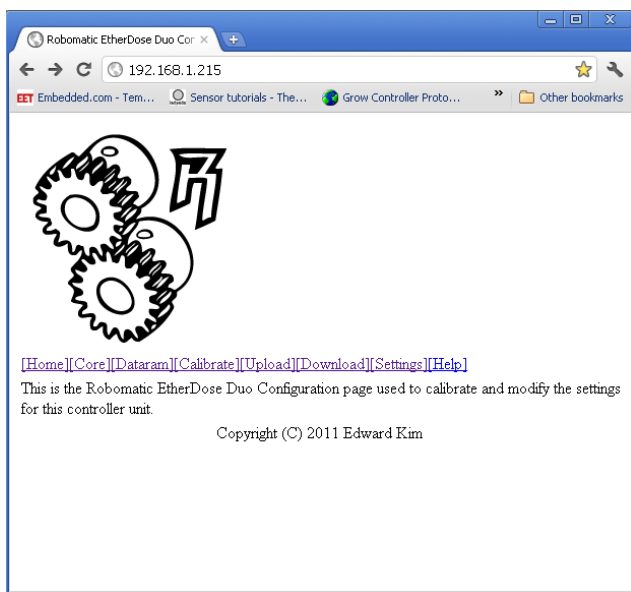 Robomatic EtherDose Duo Cor
192.168.1.215
EET Embedded.com - Tem... Sensor tutorials - The... Grow Controller Proto... » Other bookmarks
R
[Home][Core][Dataram][Calibrate][Upload][Download][Settings][Help]
This is the Robomatic EtherDose Duo Configuration page used to calibrate and modify the settings
for this controller unit.
Copyright (C) 2011 Edward Kim